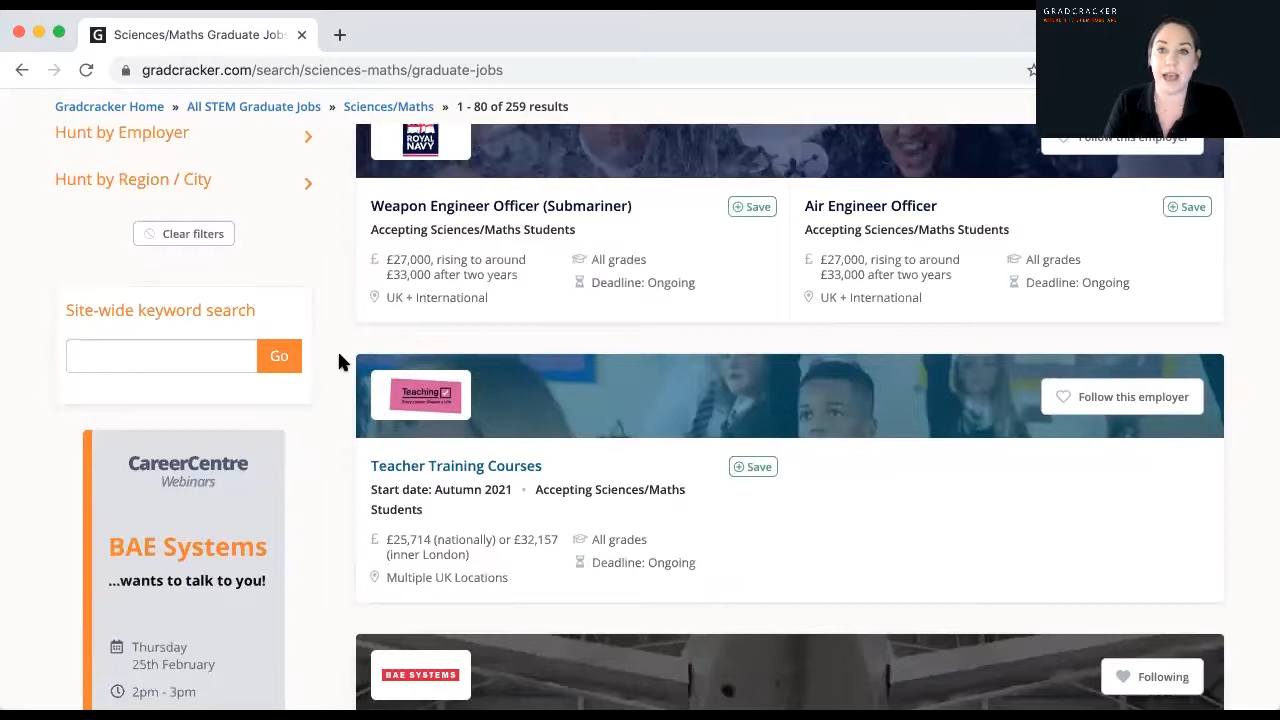 GRADCRACKER
Sciences/Maths Graduate Jobs
gradcracker.com/search/sciences-maths/graduate-jobs
Gradcracker Home » All STEM Graduate Jobs » Sciences/Maths » 1 - 80 of 259 results
Hunt by Employer
Hunt by Region / City
Clear filters
Site-wide keyword search
Go
CareerCentre
Webinars
BAE Systems
...wants to talk to you!
Thursday
25th February
2pm - 3pm
ROYAL
NAVY
Follow this employer
Weapon Engineer Officer (Submariner)
Save
Accepting Sciences/Maths Students
£27,000, rising to around
£33,000 after two years
All grades
Deadline: Ongoing
UK + International
Air Engineer Officer
Save
Accepting Sciences/Maths Students
£27,000, rising to around
£33,000 after two years
All grades
Deadline: Ongoing
UK + International
Teaching
Follow this employer
Teacher Training Courses
Save
Start date: Autumn 2021 • Accepting Sciences/Maths
Students
£25,714 (nationally) or £32,157
(inner London)
All grades
Deadline: Ongoing
Multiple UK Locations
BAE SYSTEMS
Following